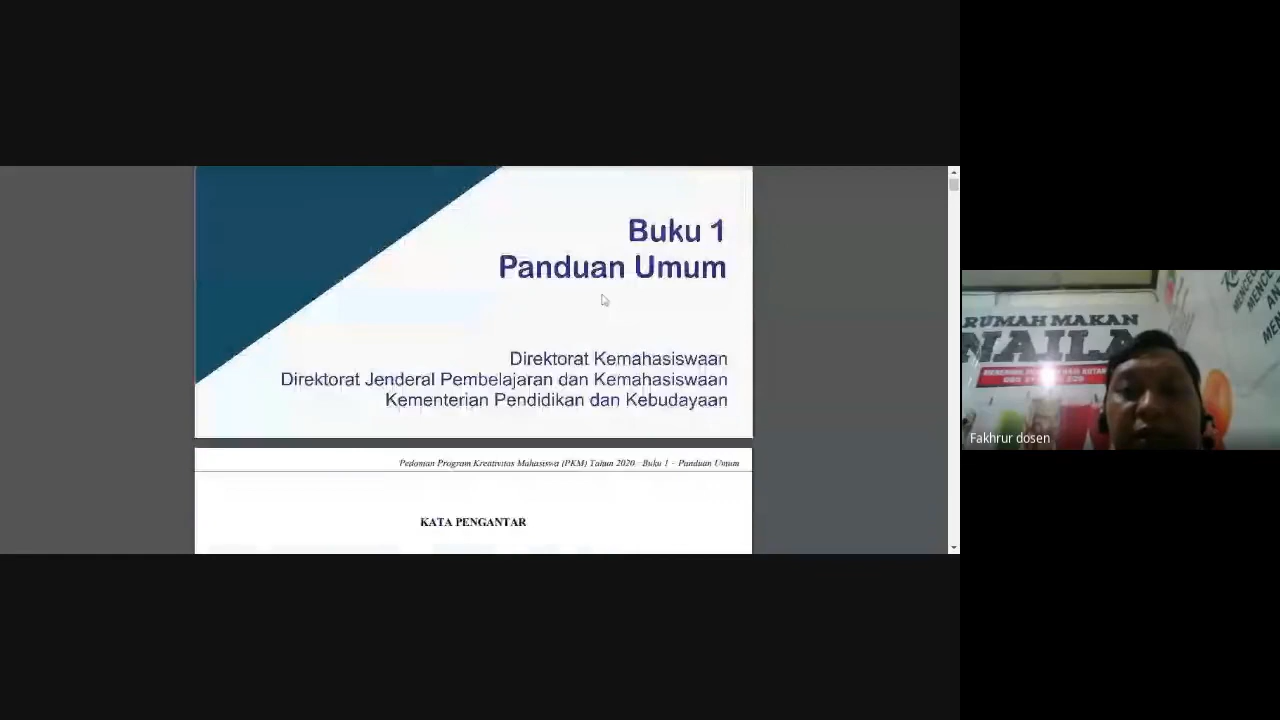 Buku 1
Panduan Umum
Direktorat Kemahasiswaan
Direktorat Jenderal Pembelajaran dan Kemahasiswaan
Kementerian Pendidikan dan Kebudayaan
Pedoman Program Kreativitas Mahasiswa (PKM) Tahun 2020 Buku 1 - Panduan Umum
KATA PENGANTAR
RUMAH MAKAN
NAILA
Fakhrur dosen